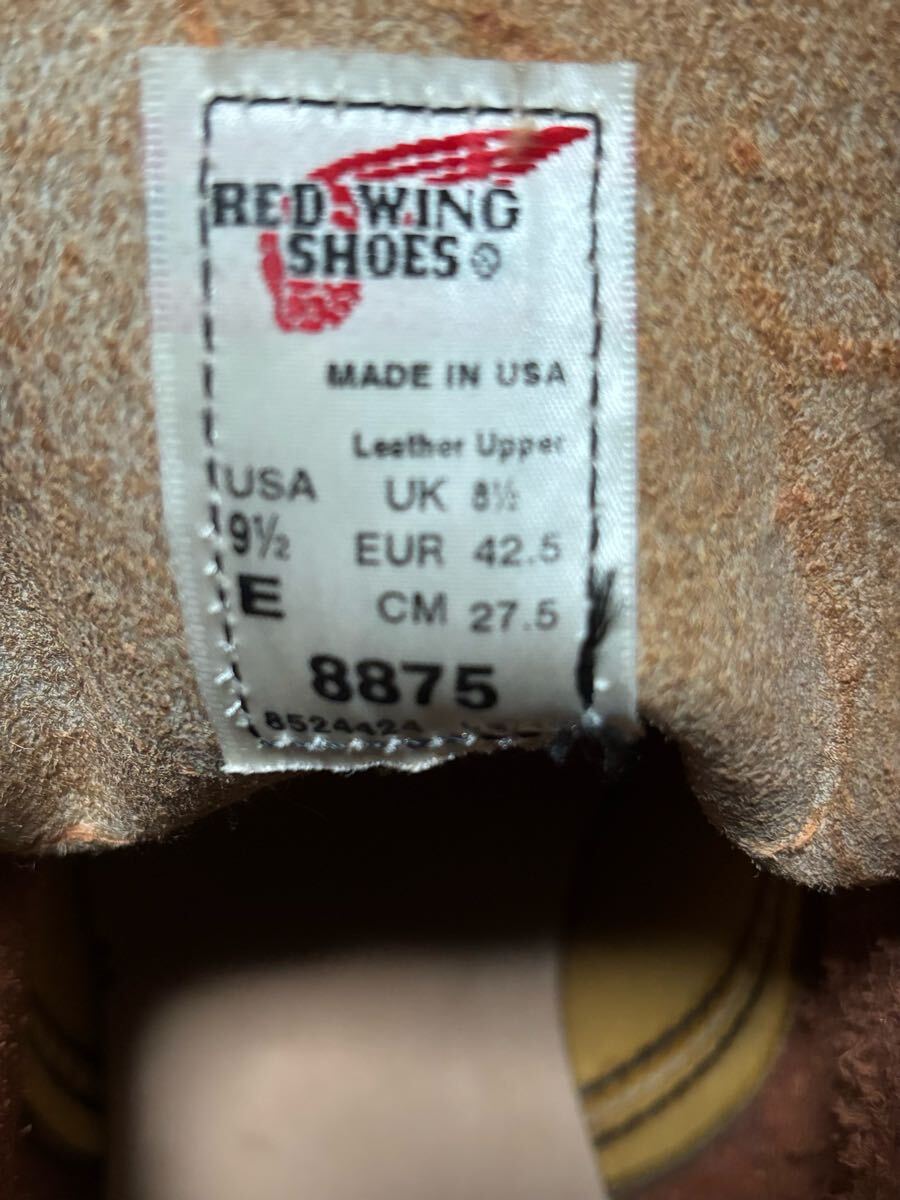 RED WING
SHOES
MADE IN USA
Leather Upper
USA UK 8½
9½ EUR 42.5
E CM 27.5
8875
8524424